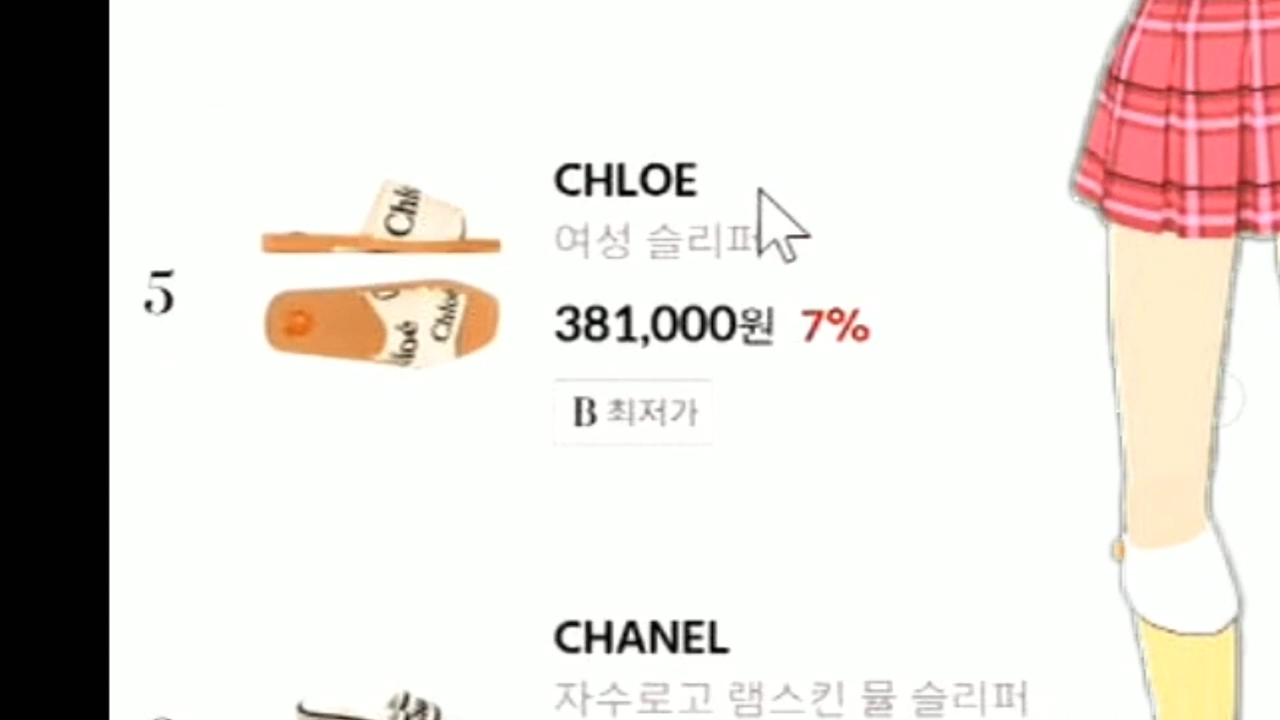 CHLOE
여성 슬리퍼
5
381,000원 7%
B 최저가
CHANEL
자수로고 램스킨 뮬 슬리퍼